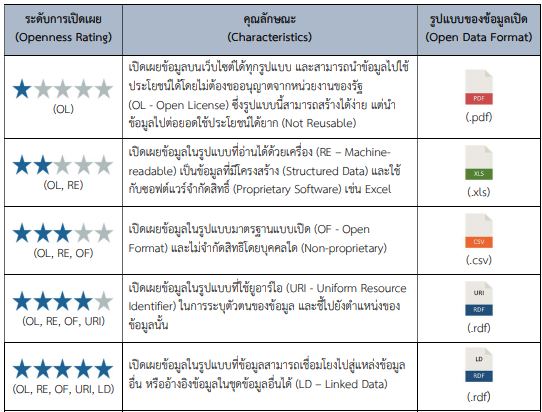 ระดับการเปิดเผย
(Openness Rating)
คุณลักษณะ
(Characteristics)
รูปแบบของข้อมูลเปิด
(Open Data Format)
(OL)
เปิดเผยข้อมูลบนเว็บไซต์ได้ทุกรูปแบบ และสามารถนำข้อมูลไปใช้
ประโยชน์ได้โดยไม่ต้องขออนุญาตจากหน่วยงานของรัฐ
(OL - Open License) ซึ่งรูปแบบนี้สามารถสร้างได้ง่าย แต่นำ
ข้อมูลไปต่อยอดใช้ประโยชน์ได้ยาก (Not Reusable)
PDF
(.pdf)
(OL, RE)
เปิดเผยข้อมูลในรูปแบบที่อ่านได้ด้วยเครื่อง (RE – Machine-
readable) เป็นข้อมูลที่มีโครงสร้าง (Structured Data) และใช้
กับซอฟต์แวร์จำกัดสิทธิ์ (Proprietary Software) เช่น Excel
XLS
(.xls)
(OL, RE, OF)
เปิดเผยข้อมูลในรูปแบบมาตรฐานแบบเปิด (OF - Open
Format) และไม่จำกัดสิทธิโดยบุคคลใด (Non-proprietary)
CSV
(.csv)
(OL, RE, OF, URI)
เปิดเผยข้อมูลในรูปแบบที่ใช้ยูอาร์ไอ (URI - Uniform Resource
Identifier) ในการระบุตัวตนของข้อมูล และชี้ไปยังตำแหน่งของ
ข้อมูลนั้น
URI
RDF
(.rdf)
(OL, RE, OF, URI, LD)
เปิดเผยข้อมูลในรูปแบบที่ข้อมูลสามารถเชื่อมโยงไปสู่แหล่งข้อมูล
อื่น หรืออ้างอิงข้อมูลในชุดข้อมูลอื่นได้ (LD – Linked Data)
LD
RDF
(.rdf)